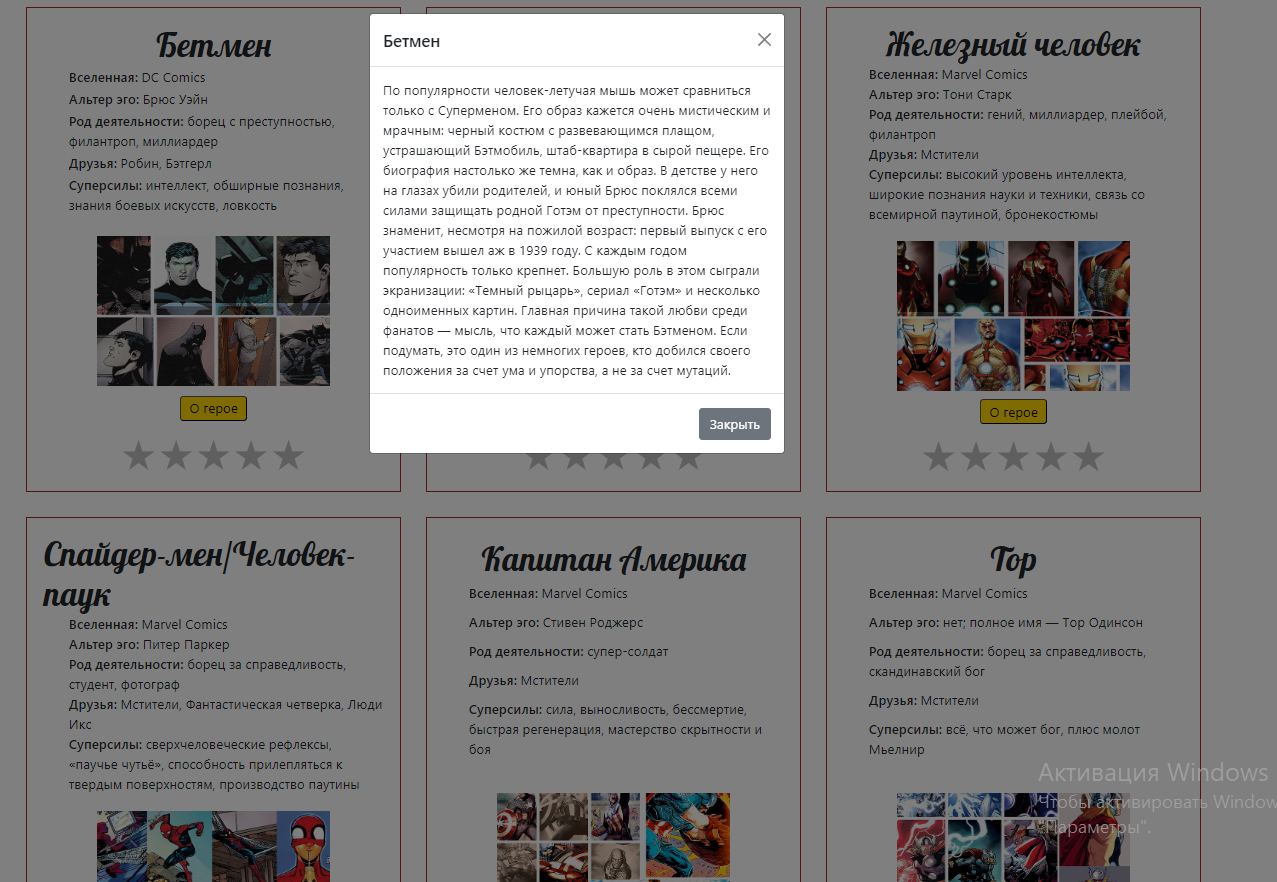 Бетмен
Вселенная: DC Comics
Альтер эго: Брюс Уэйн
Род деятельности: борец с преступностью,
филантроп, миллиардер
Друзья: Робин, Бэтгерл
Суперсилы: интеллект, обширные познания,
знания боевых искусств, ловкость
О герое
Бетмен
По популярности человек-летучая мышь может сравниться
только с Суперменом. Его образ кажется очень мистическим и
мрачным: черный костюм с развевающимся плащом,
устрашающий Бэтмобиль, штаб-квартира в сырой пещере. Его
биография настолько же темна, как и образ. В детстве у него
на глазах убили родителей, и юный Брюс поклялся всеми
силами защищать родной Готэм от преступности. Брюс
знаменит, несмотря на пожилой возраст: первый выпуск с его
участием вышел аж в 1939 году. С каждым годом
популярность только крепнет. Большую роль в этом сыграли
экранизации: «Темный рыцарь», сериал «Готэм» и несколько
одноименных картин. Главная причина такой любви среди
фанатов — мысль, что каждый может стать Бэтменом. Если
подумать, это один из немногих героев, кто добился своего
положения за счет ума и упорства, а не за счет мутаций.
Закрыть
Железный человек
Вселенная: Marvel Comics
Альтер эго: Тони Старк
Род деятельности: гений, миллиардер, плейбой,
филантроп
Друзья: Мстители
Суперсилы: высокий уровень интеллекта,
широкие познания науки и техники, связь со
всемирной паутиной, бронекостюмы
О герое
Спайдер-мен/Человек-
паук
Вселенная: Marvel Comics
Альтер эго: Питер Паркер
Род деятельности: борец за справедливость,
студент, фотограф
Друзья: Мстители, Фантастическая четверка, Люди
Икс
Суперсилы: сверхчеловеческие рефлексы,
«паучье чутьё», способность прилепляться к
твердым поверхностям, производство паутины
Капитан Америка
Вселенная: Marvel Comics
Альтер эго: Стивен Роджерс
Род деятельности: супер-солдат
Друзья: Мстители
Суперсилы: сила, выносливость, бессмертие,
быстрая регенерация, мастерство скрытности и
боя
Тор
Вселенная: Marvel Comics
Альтер эго: нет; полное имя — Тор Одинсон
Род деятельности: борец за справедливость,
скандинавский бог
Друзья: Мстители
Суперсилы: всё, что может бог, плюс молот
Мьелнир
Активация Windows
Чтобы активировать Window
"Параметры".